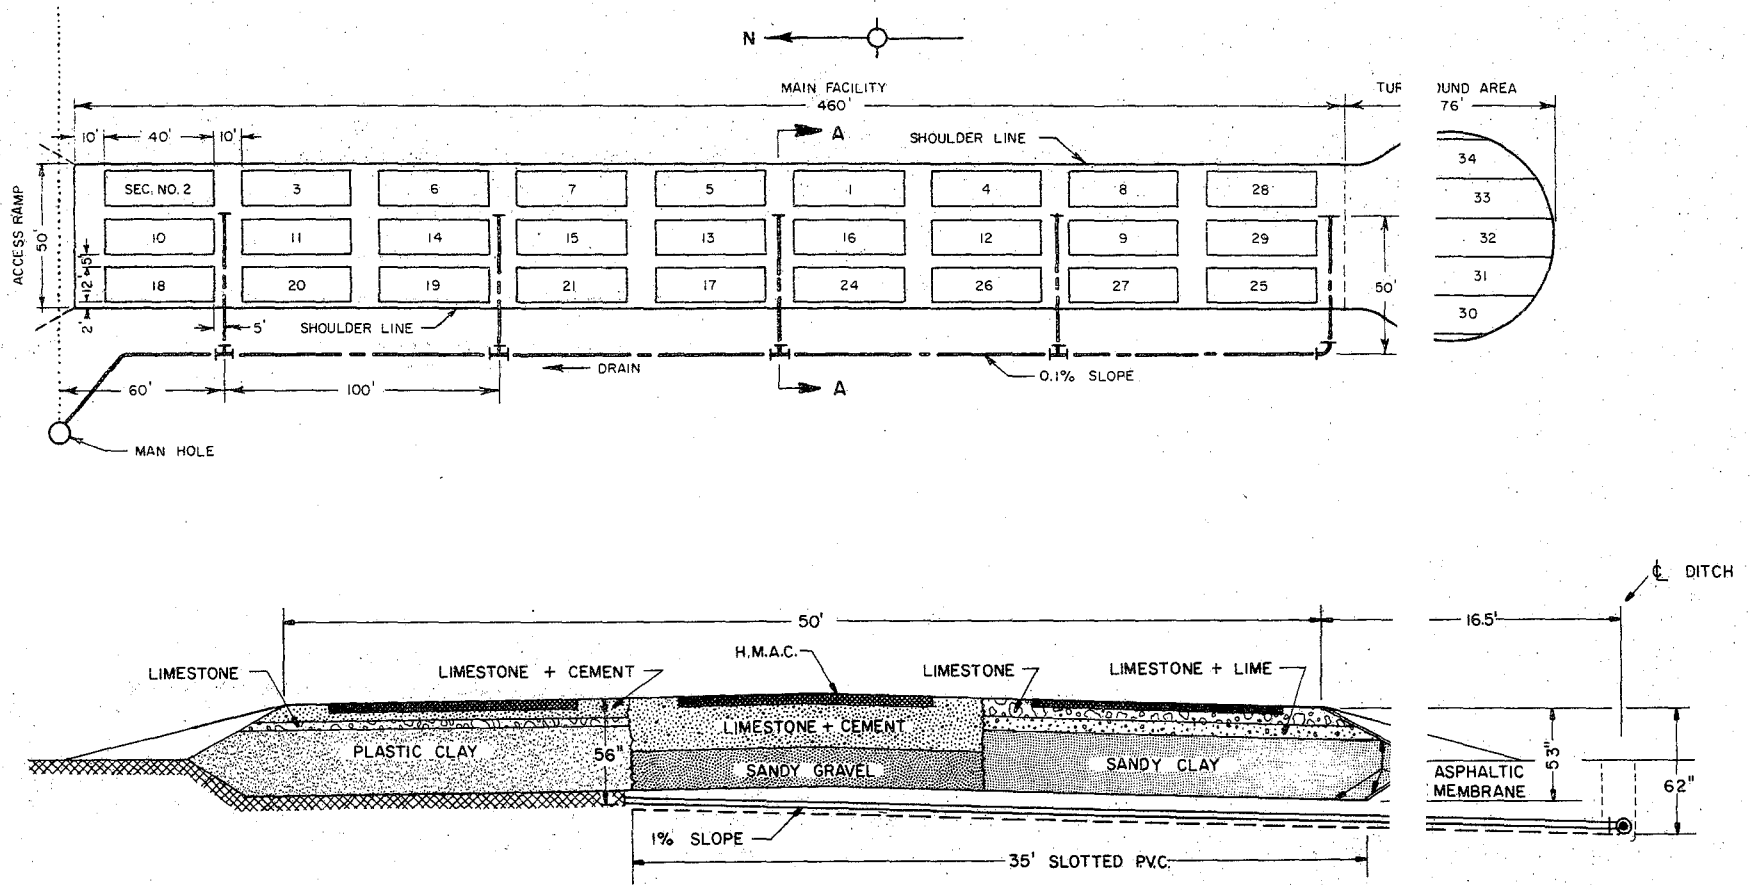 N
MAIN FACILITY
460'
TUR
UND AREA
76'
10'
40'
10'
A
SHOULDER LINE
ACCESS RAMP
50'
SEC. NO. 2
3
6
7
5
1
4
8
28
34
33
10
11
14
15
13
16
12
9
29
32
5'
12'
2'
18
20
19
21
17
24
26
27
25
31
30
50'
5'
SHOULDER LINE
DRAIN
0.1% SLOPE
60'
100'
A
MAN HOLE
℄ DITCH
50'
16.5'
H.M.A.C.
LIMESTONE
LIMESTONE + CEMENT
LIMESTONE
LIMESTONE + LIME
LIMESTONE + CEMENT
PLASTIC CLAY
56"
SANDY GRAVEL
SANDY CLAY
53"
ASPHALTIC
MEMBRANE
62"
1% SLOPE
35' SLOTTED P.V.C.